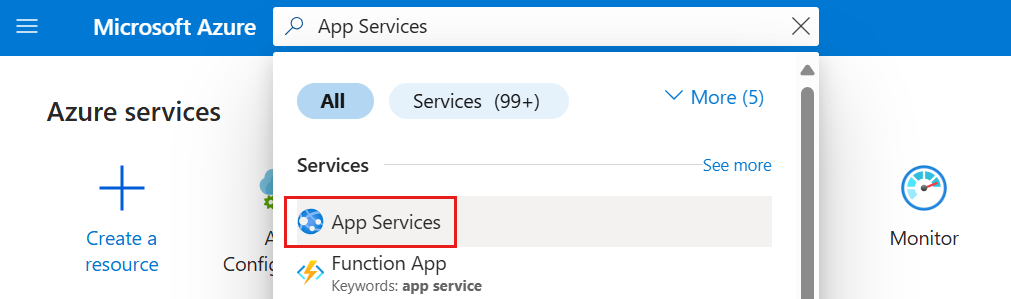 Microsoft Azure
App Services
All
Services (99+)
More (5)
Azure services
Services
See more
App Services
Function App
Keywords: app service
Create a
resource
A
Config
Monitor